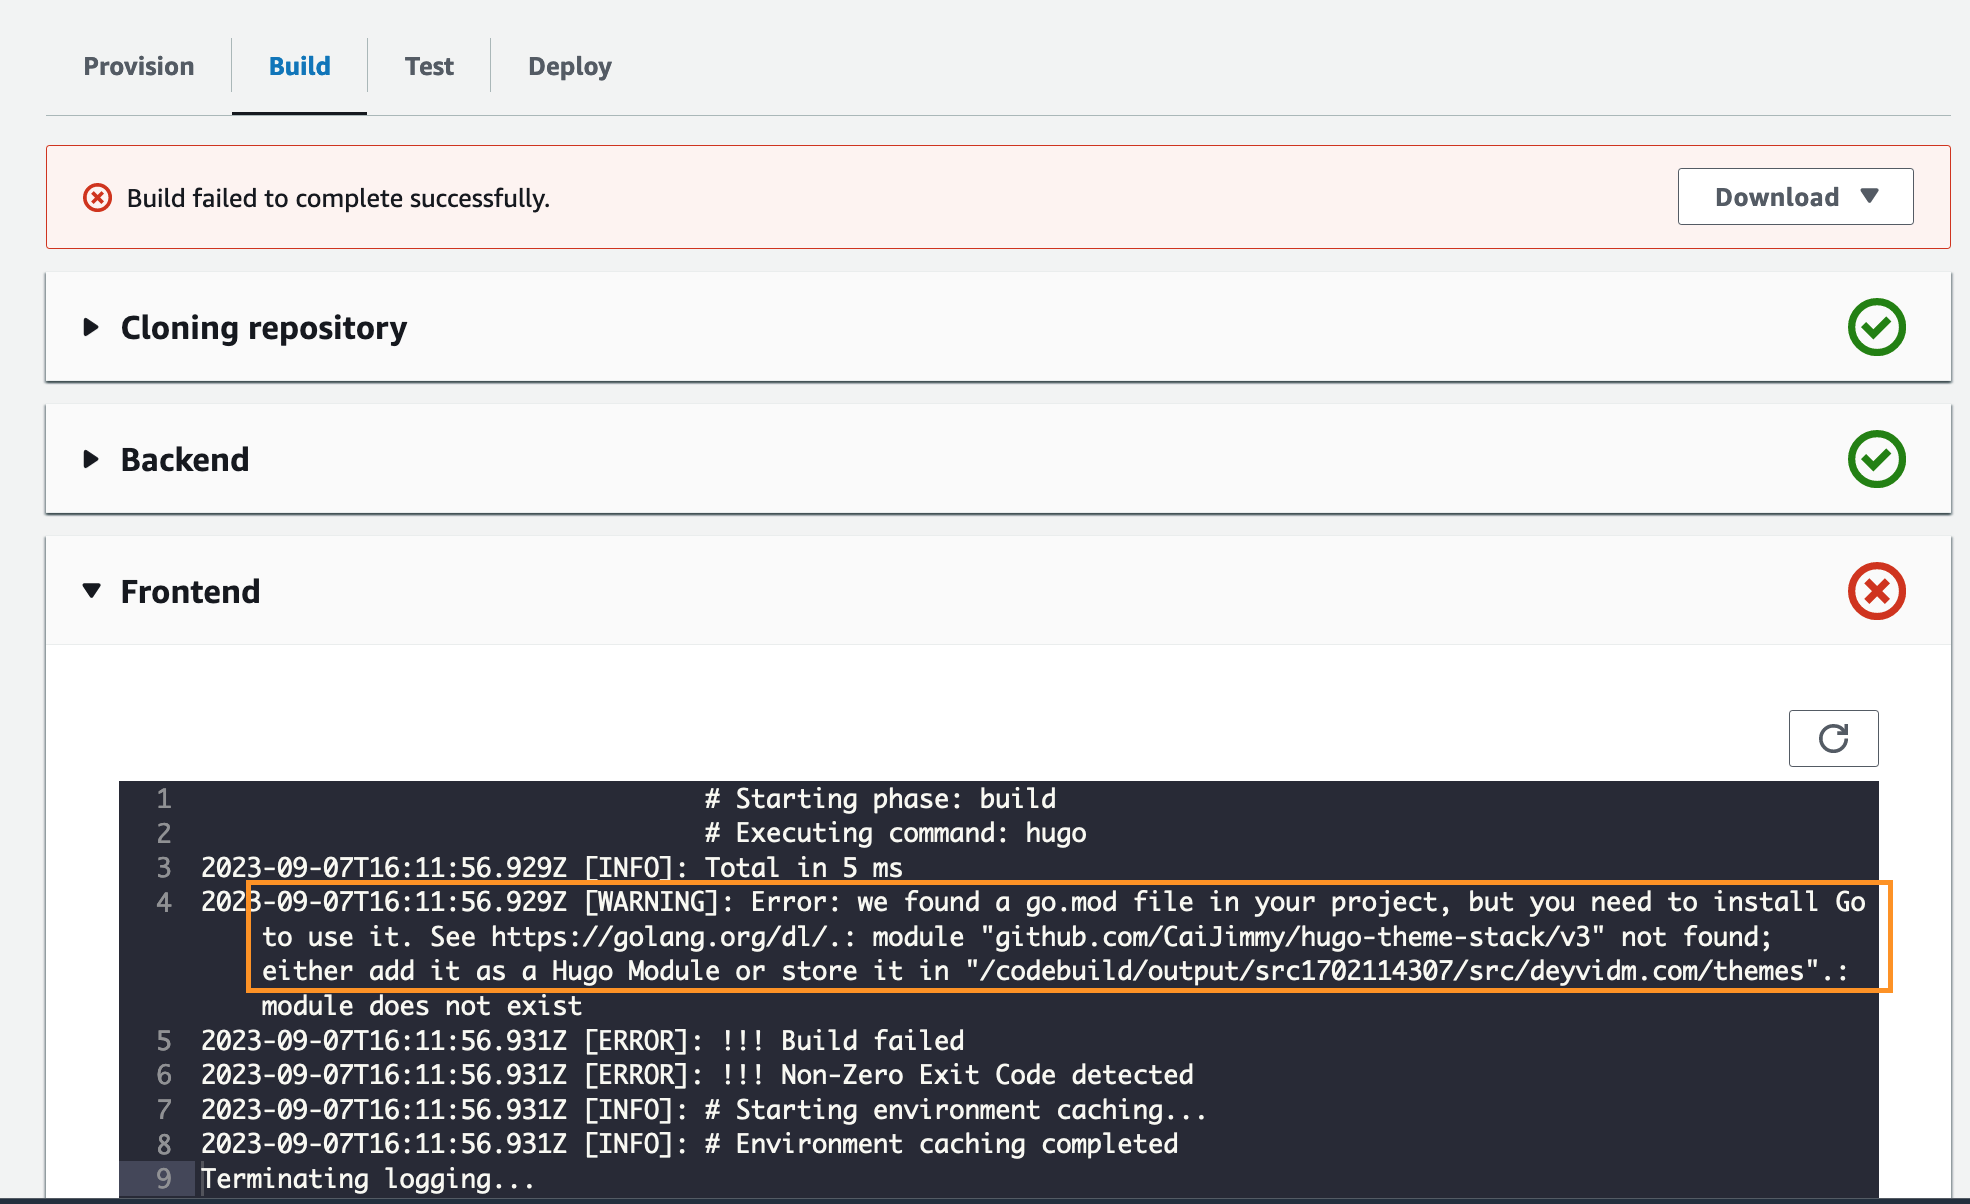 Provision
Build
Test
Deploy
Build failed to complete successfully.
Download
Cloning repository
Backend
Frontend
1 # Starting phase: build
2 # Executing command: hugo
3 2023-09-07T16:11:56.929Z [INFO]: Total in 5 ms
4 2023-09-07T16:11:56.929Z [WARNING]: Error: we found a go.mod file in your project, but you need to install Go
to use it. See https://golang.org/dl/.: module "github.com/CaiJimmy/hugo-theme-stack/v3" not found;
either add it as a Hugo Module or store it in "/codebuild/output/src1702114307/src/deyvidm.com/themes".:
module does not exist
5 2023-09-07T16:11:56.931Z [ERROR]: !!! Build failed
6 2023-09-07T16:11:56.931Z [ERROR]: !!! Non-Zero Exit Code detected
7 2023-09-07T16:11:56.931Z [INFO]: # Starting environment caching...
8 2023-09-07T16:11:56.931Z [INFO]: # Environment caching completed
9 Terminating logging...